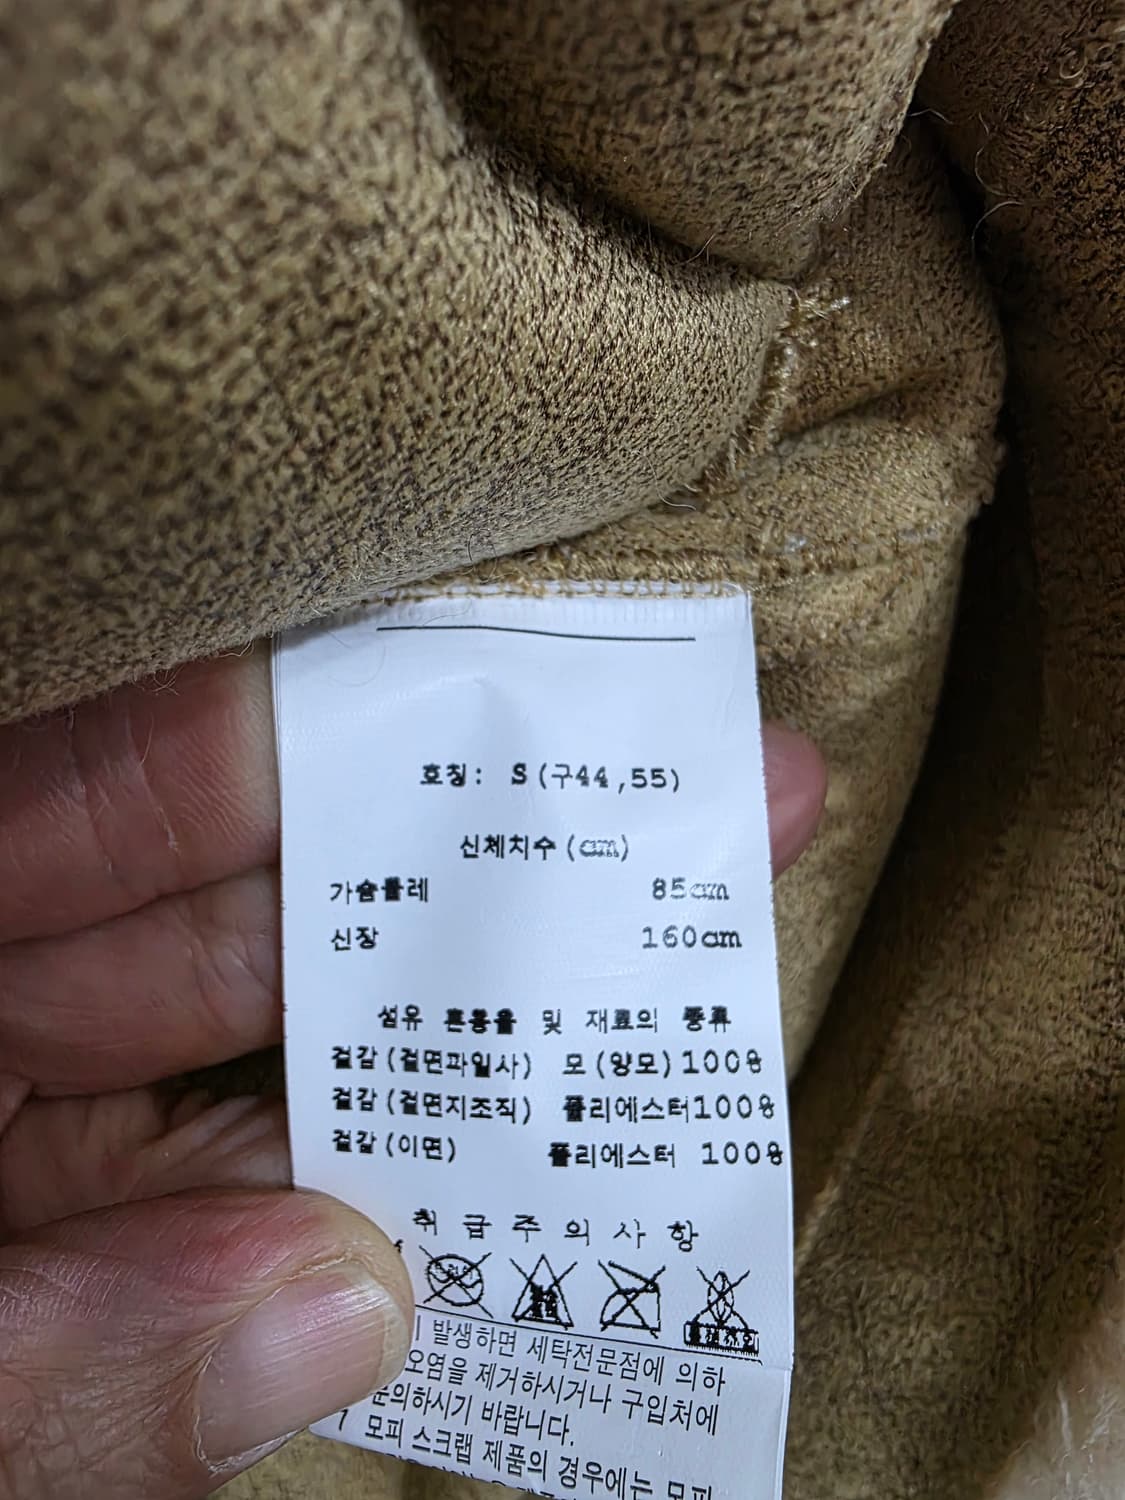 호칭: S(구44,55)
신체치수(cm)
가슴둘레 85cm
신장 160cm
섬유 혼용율 및 재료의 종류
겉감(겉면파일사) 모(양모)100%
겉감(겉면지조직) 폴리에스터100%
겉감(이면) 폴리에스터 100%
취급주의사항
발생하면 세탁전문점에 의하
오염을 제거하시거나 구입처에
문의하시기 바랍니다.
모피 스크랩 제품의 경우에는 모피